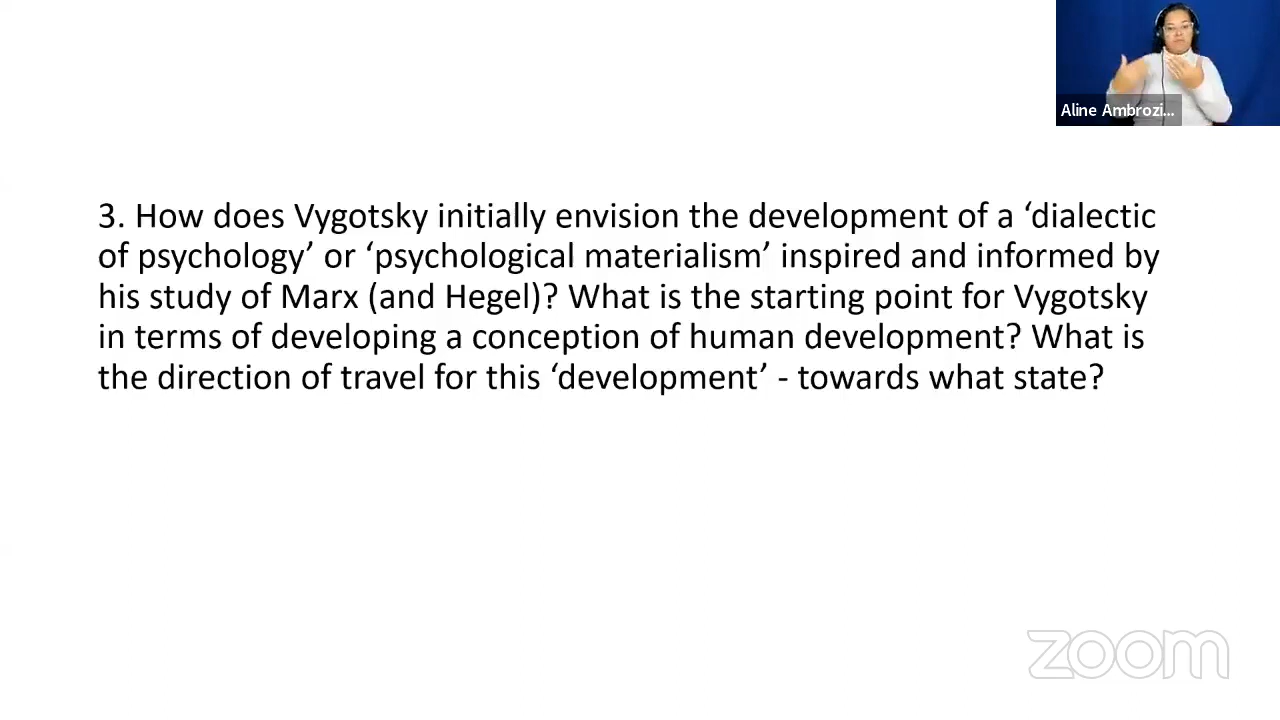 Aline Ambrozi...
3. How does Vygotsky initially envision the development of a ‘dialectic
of psychology’ or ‘psychological materialism’ inspired and informed by
his study of Marx (and Hegel)? What is the starting point for Vygotsky
in terms of developing a conception of human development? What is
the direction of travel for this ‘development’ - towards what state?
zoom